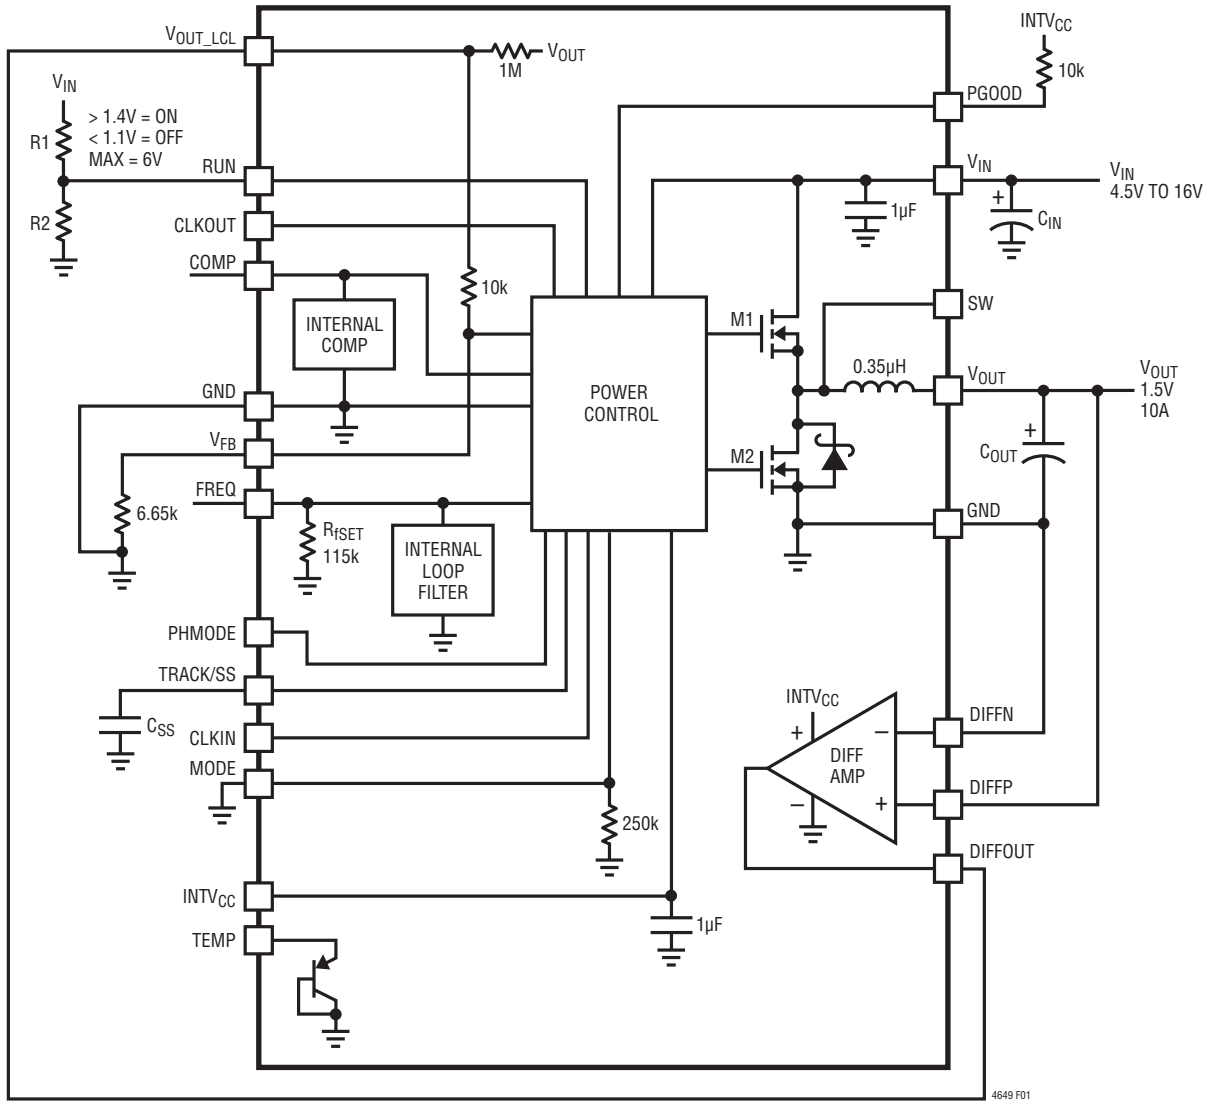 V_OUT_LCL
1M
V_OUT
INTV_CC
10k
PGOOD
V_IN
> 1.4V = ON
< 1.1V = OFF
MAX = 6V
R1
R2
RUN
CLKOUT
COMP
V_IN
1µF
+
C_IN
V_IN
4.5V TO 16V
10k
INTERNAL
COMP
SW
M1
0.35µH
V_OUT
V_OUT
1.5V
10A
POWER
CONTROL
GND
V_FB
+
C_OUT
M2
FREQ
6.65k
R_fSET
115k
INTERNAL
LOOP
FILTER
GND
PHMODE
TRACK/SS
C_SS
CLKIN
MODE
250k
INTV_CC
+
–
DIFF
AMP
–
+
DIFFN
DIFFP
DIFFOUT
INTV_CC
1µF
TEMP
4649 F01